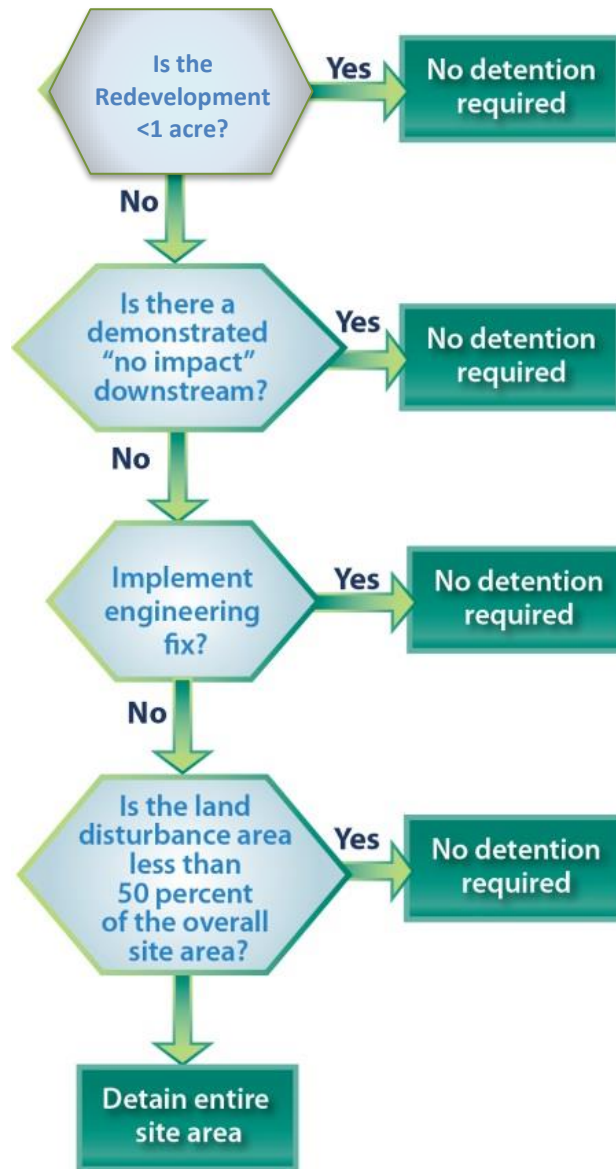 Is the
Redevelopment
<1 acre?
Yes
No detention
required
No
Is there a
demonstrated
“no impact”
downstream?
Yes
No detention
required
No
Implement
engineering
fix?
Yes
No detention
required
No
Is the land
disturbance area
less than
50 percent
of the overall
site area?
Yes
No detention
required
Detain entire
site area